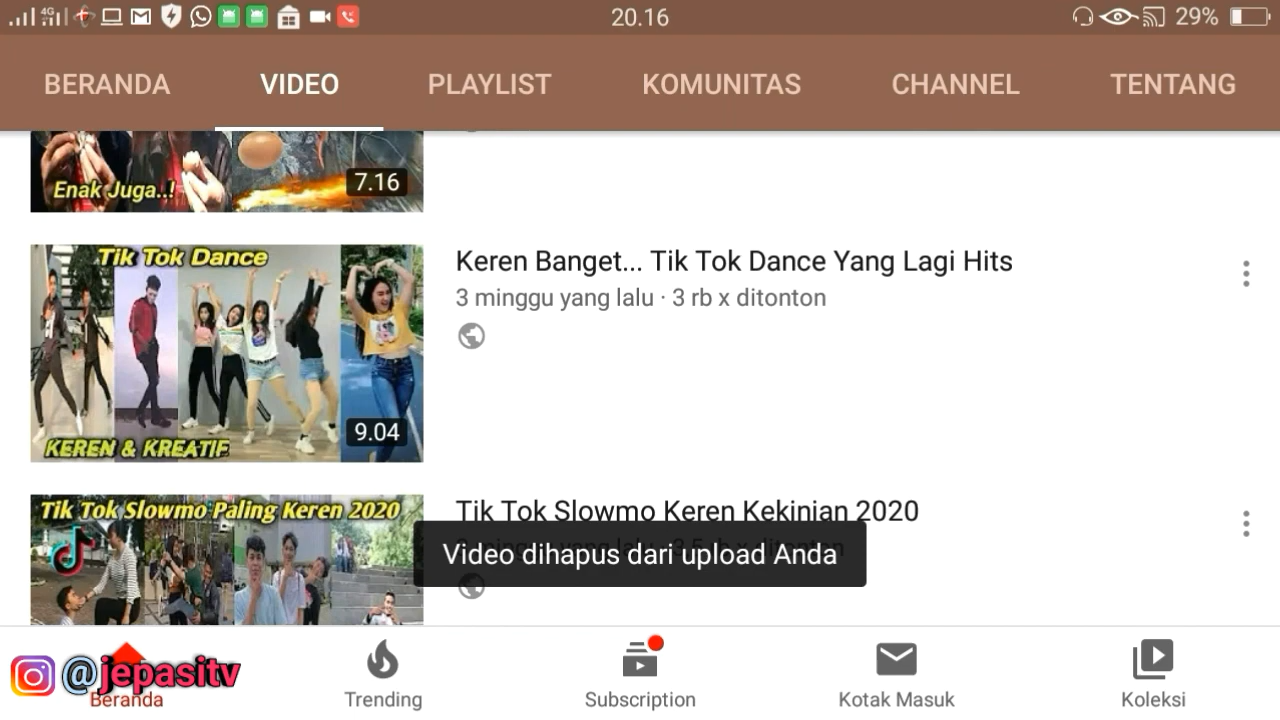 4G
20.16
29%
BERANDA
VIDEO
PLAYLIST
KOMUNITAS
CHANNEL
TENTANG
Enak Juga..!
7.16
Tik Tok Dance
KEREN & KREATIF
9.04
Keren Banget... Tik Tok Dance Yang Lagi Hits
3 minggu yang lalu · 3 rb x ditonton
Tik Tok Slowmo Paling Keren 2020
Tik Tok Slowmo Keren Kekinian 2020
Video dihapus dari upload Anda
@jepasitv
Beranda
Trending
Subscription
Kotak Masuk
Koleksi